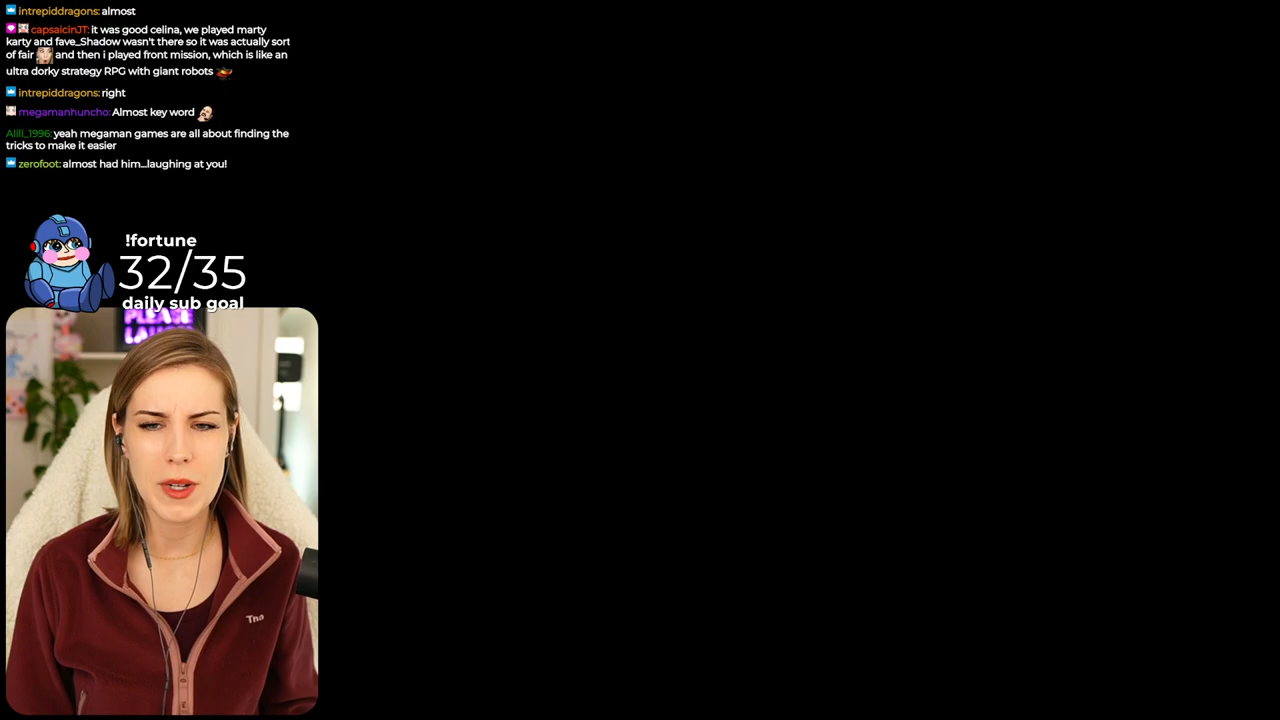 intrepiddragons: almost
capsaicinJT: it was good celina, we played marty
karty and fave_Shadow wasn't there so it was actually sort
of fair and then i played front mission, which is like an
ultra dorky strategy RPG with giant robots
intrepiddragons: right
megamanhuncho: Almost key word
Alili_1996: yeah megaman games are all about finding the
tricks to make it easier
zerofoot: almost had him...laughing at you!
!fortune
32/35
daily sub goal
PLEASE
LAUGH